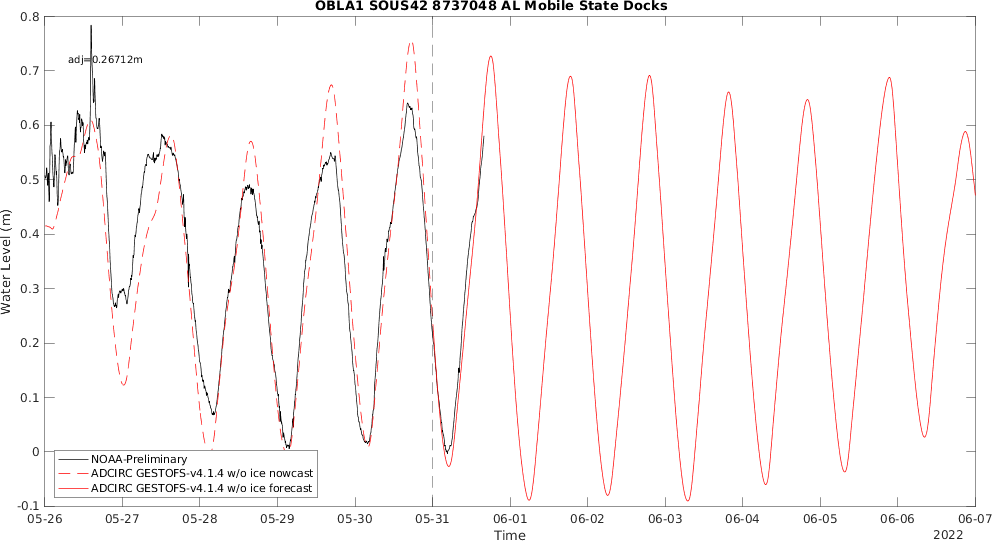 OBLA1 SOUS42 8737048 AL Mobile State Docks
0.8
0.7
0.6
0.5
0.4
0.3
0.2
0.1
0
-0.1
Water Level (m)
adj=0.26712m
NOAA-Preliminary
ADCIRC GESTOFS-v4.1.4 w/o ice nowcast
ADCIRC GESTOFS-v4.1.4 w/o ice forecast
05-26 05-27 05-28 05-29 05-30 05-31 06-01 06-02 06-03 06-04 06-05 06-06 06-07
Time
2022